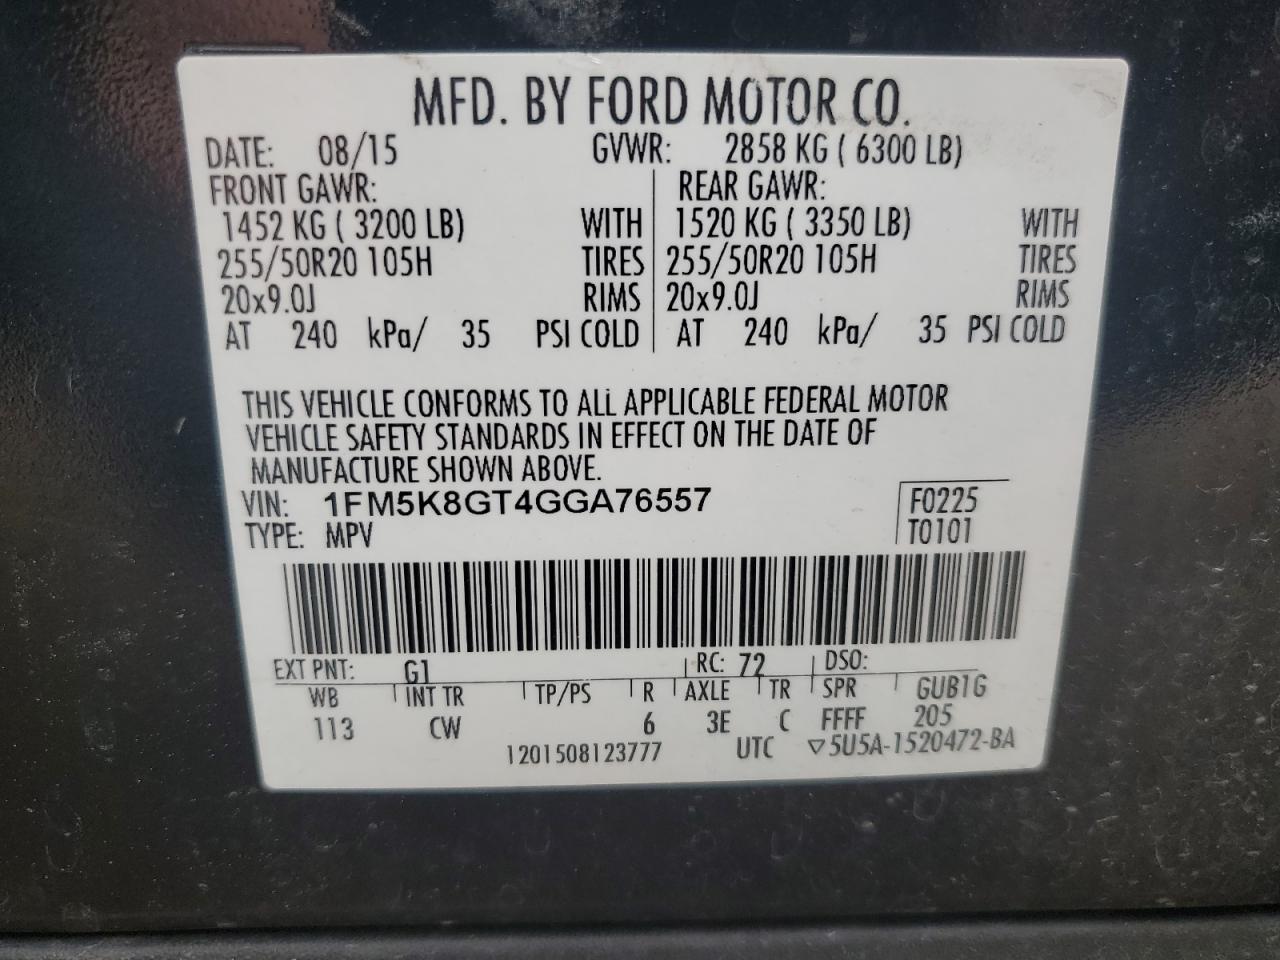 MFD. BY FORD MOTOR CO.
DATE: 08/15 GVWR: 2858 KG ( 6300 LB)
FRONT GAWR: REAR GAWR:
1452 KG ( 3200 LB) WITH 1520 KG ( 3350 LB) WITH
255/50R20 105H TIRES 255/50R20 105H TIRES
20x9.0J RIMS 20x9.0J RIMS
AT 240 kPa/ 35 PSI COLD AT 240 kPa/ 35 PSI COLD
THIS VEHICLE CONFORMS TO ALL APPLICABLE FEDERAL MOTOR
VEHICLE SAFETY STANDARDS IN EFFECT ON THE DATE OF
MANUFACTURE SHOWN ABOVE.
VIN: 1FM5K8GT4GGA76557 F0225
TYPE: MPV T0101
EXT PNT: G1 RC: 72 DSO:
WB INT TR TP/PS R AXLE TR SPR GUB1G
113 CW 6 3E C FFFF 205
1201508123777 UTC ▽5U5A-1520472-BA